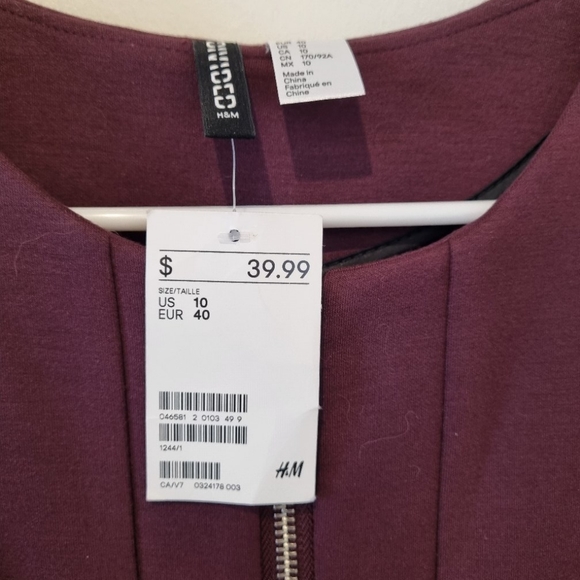 H&M
US 10
CA 10
CN 170/92A
MX 10
Made in
China
Fabriqué en
Chine
$ 39.99
SIZE/TAILLE
US 10
EUR 40
046581 2 0103 49 9
1244/1
CA/V7 0324176 003
H&M